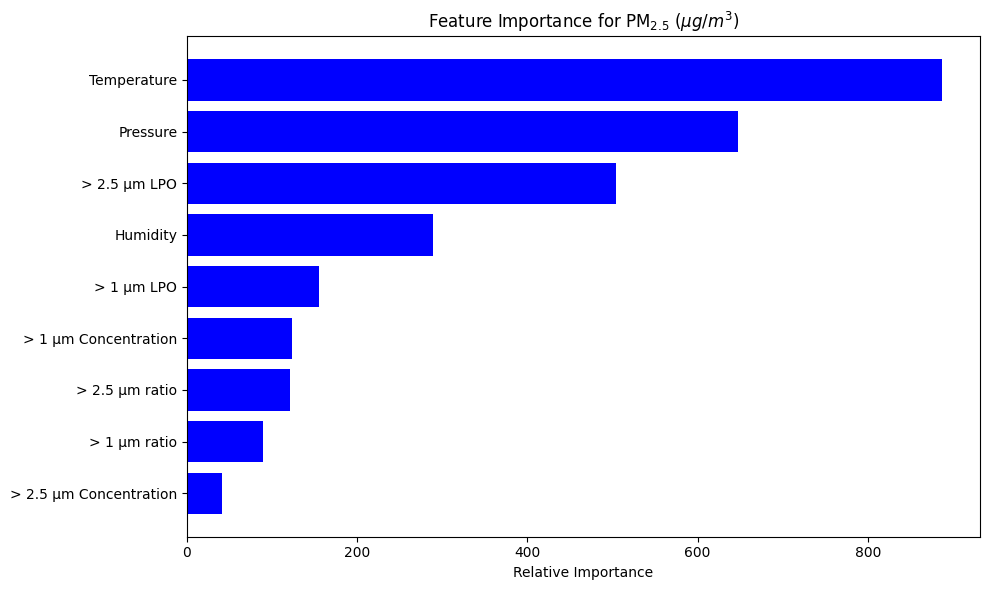 Feature Importance for PM₂.₅ (μg/m³)
Temperature
Pressure
> 2.5 μm LPO
Humidity
> 1 μm LPO
> 1 μm Concentration
> 2.5 μm ratio
> 1 μm ratio
> 2.5 μm Concentration
0 200 400 600 800
Relative Importance